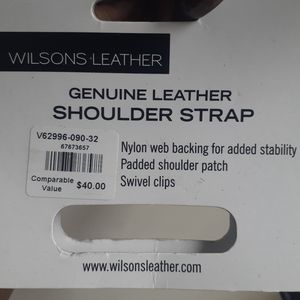 WILSONS·LEATHER
GENUINE LEATHER
SHOULDER STRAP
V62996-090-32
67673657
Comparable
Value
$40.00
Nylon web backing for added stability
Padded shoulder patch
Swivel clips
www.wilsonsleather.com